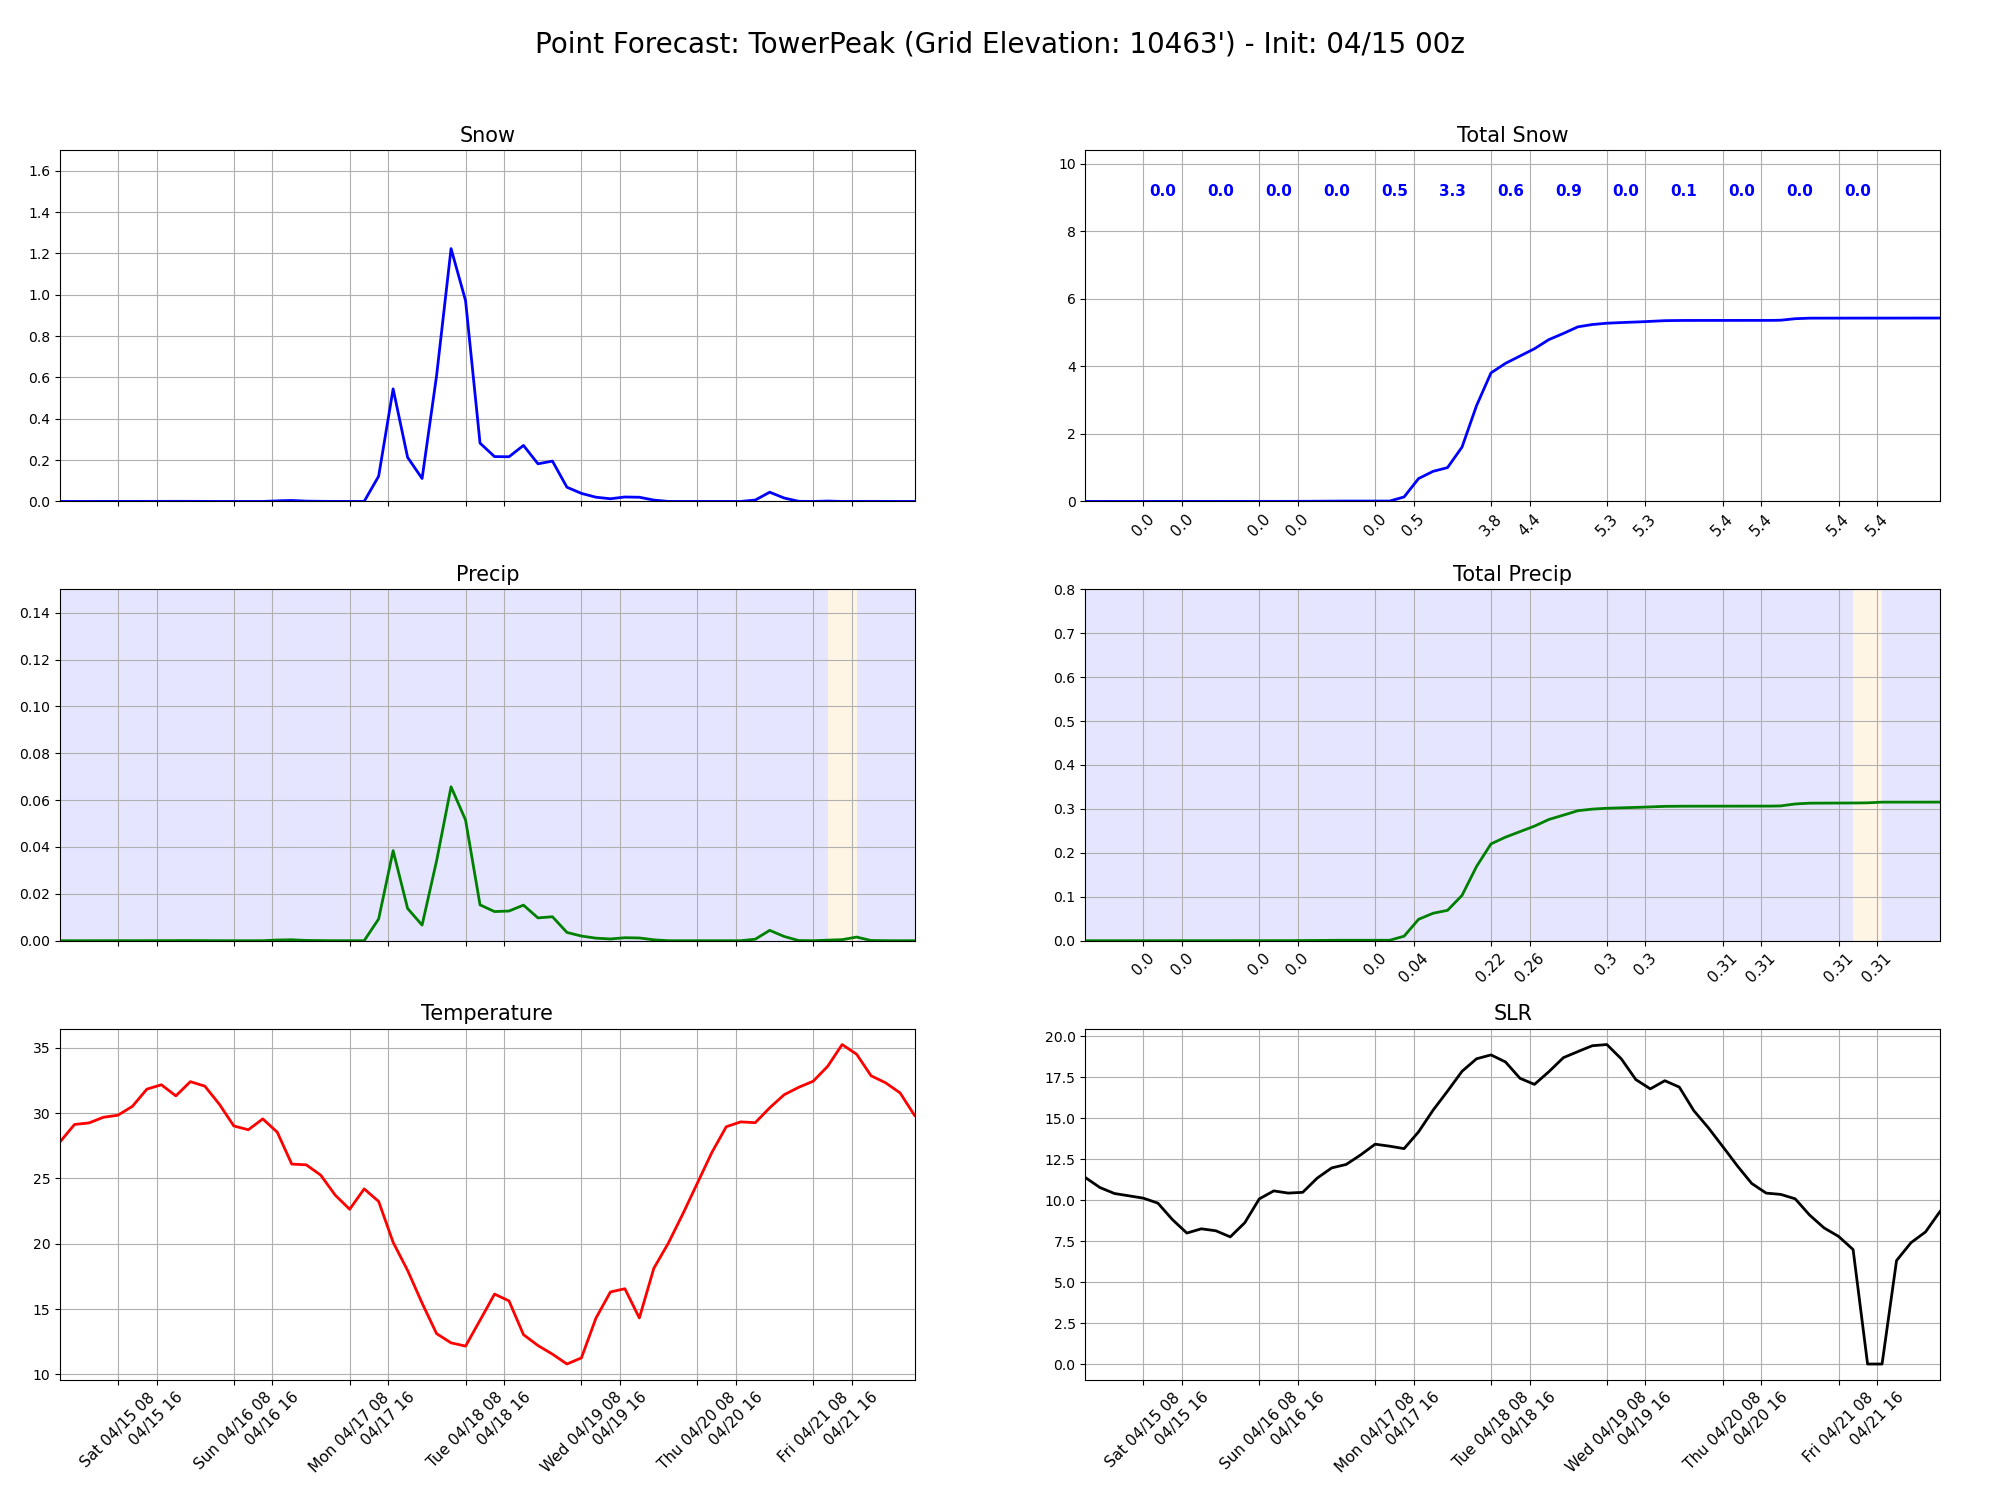 Point Forecast: TowerPeak (Grid Elevation: 10463') - Init: 04/15 00z
Snow
1.6
1.4
1.2
1.0
0.8
0.6
0.4
0.2
0.0
Total Snow
10
8
6
4
2
0
0.0 0.0 0.0 0.0 0.5 3.3 0.6 0.9 0.0 0.1 0.0 0.0 0.0
0.0 0.0 0.0 0.0 0.0 0.5 3.8 4.4 5.3 5.3 5.4 5.4 5.4 5.4
Precip
0.14
0.12
0.10
0.08
0.06
0.04
0.02
0.00
Total Precip
0.8
0.7
0.6
0.5
0.4
0.3
0.2
0.1
0.0
0.0 0.0 0.0 0.0 0.0 0.04 0.22 0.26 0.3 0.3 0.31 0.31 0.31 0.31
Temperature
35
30
25
20
15
10
Sat 04/15 08
04/15 16
Sun 04/16 08
04/16 16
Mon 04/17 08
04/17 16
Tue 04/18 08
04/18 16
Wed 04/19 08
04/19 16
Thu 04/20 08
04/20 16
Fri 04/21 08
04/21 16
SLR
20.0
17.5
15.0
12.5
10.0
7.5
5.0
2.5
0.0
Sat 04/15 08
04/15 16
Sun 04/16 08
04/16 16
Mon 04/17 08
04/17 16
Tue 04/18 08
04/18 16
Wed 04/19 08
04/19 16
Thu 04/20 08
04/20 16
Fri 04/21 08
04/21 16